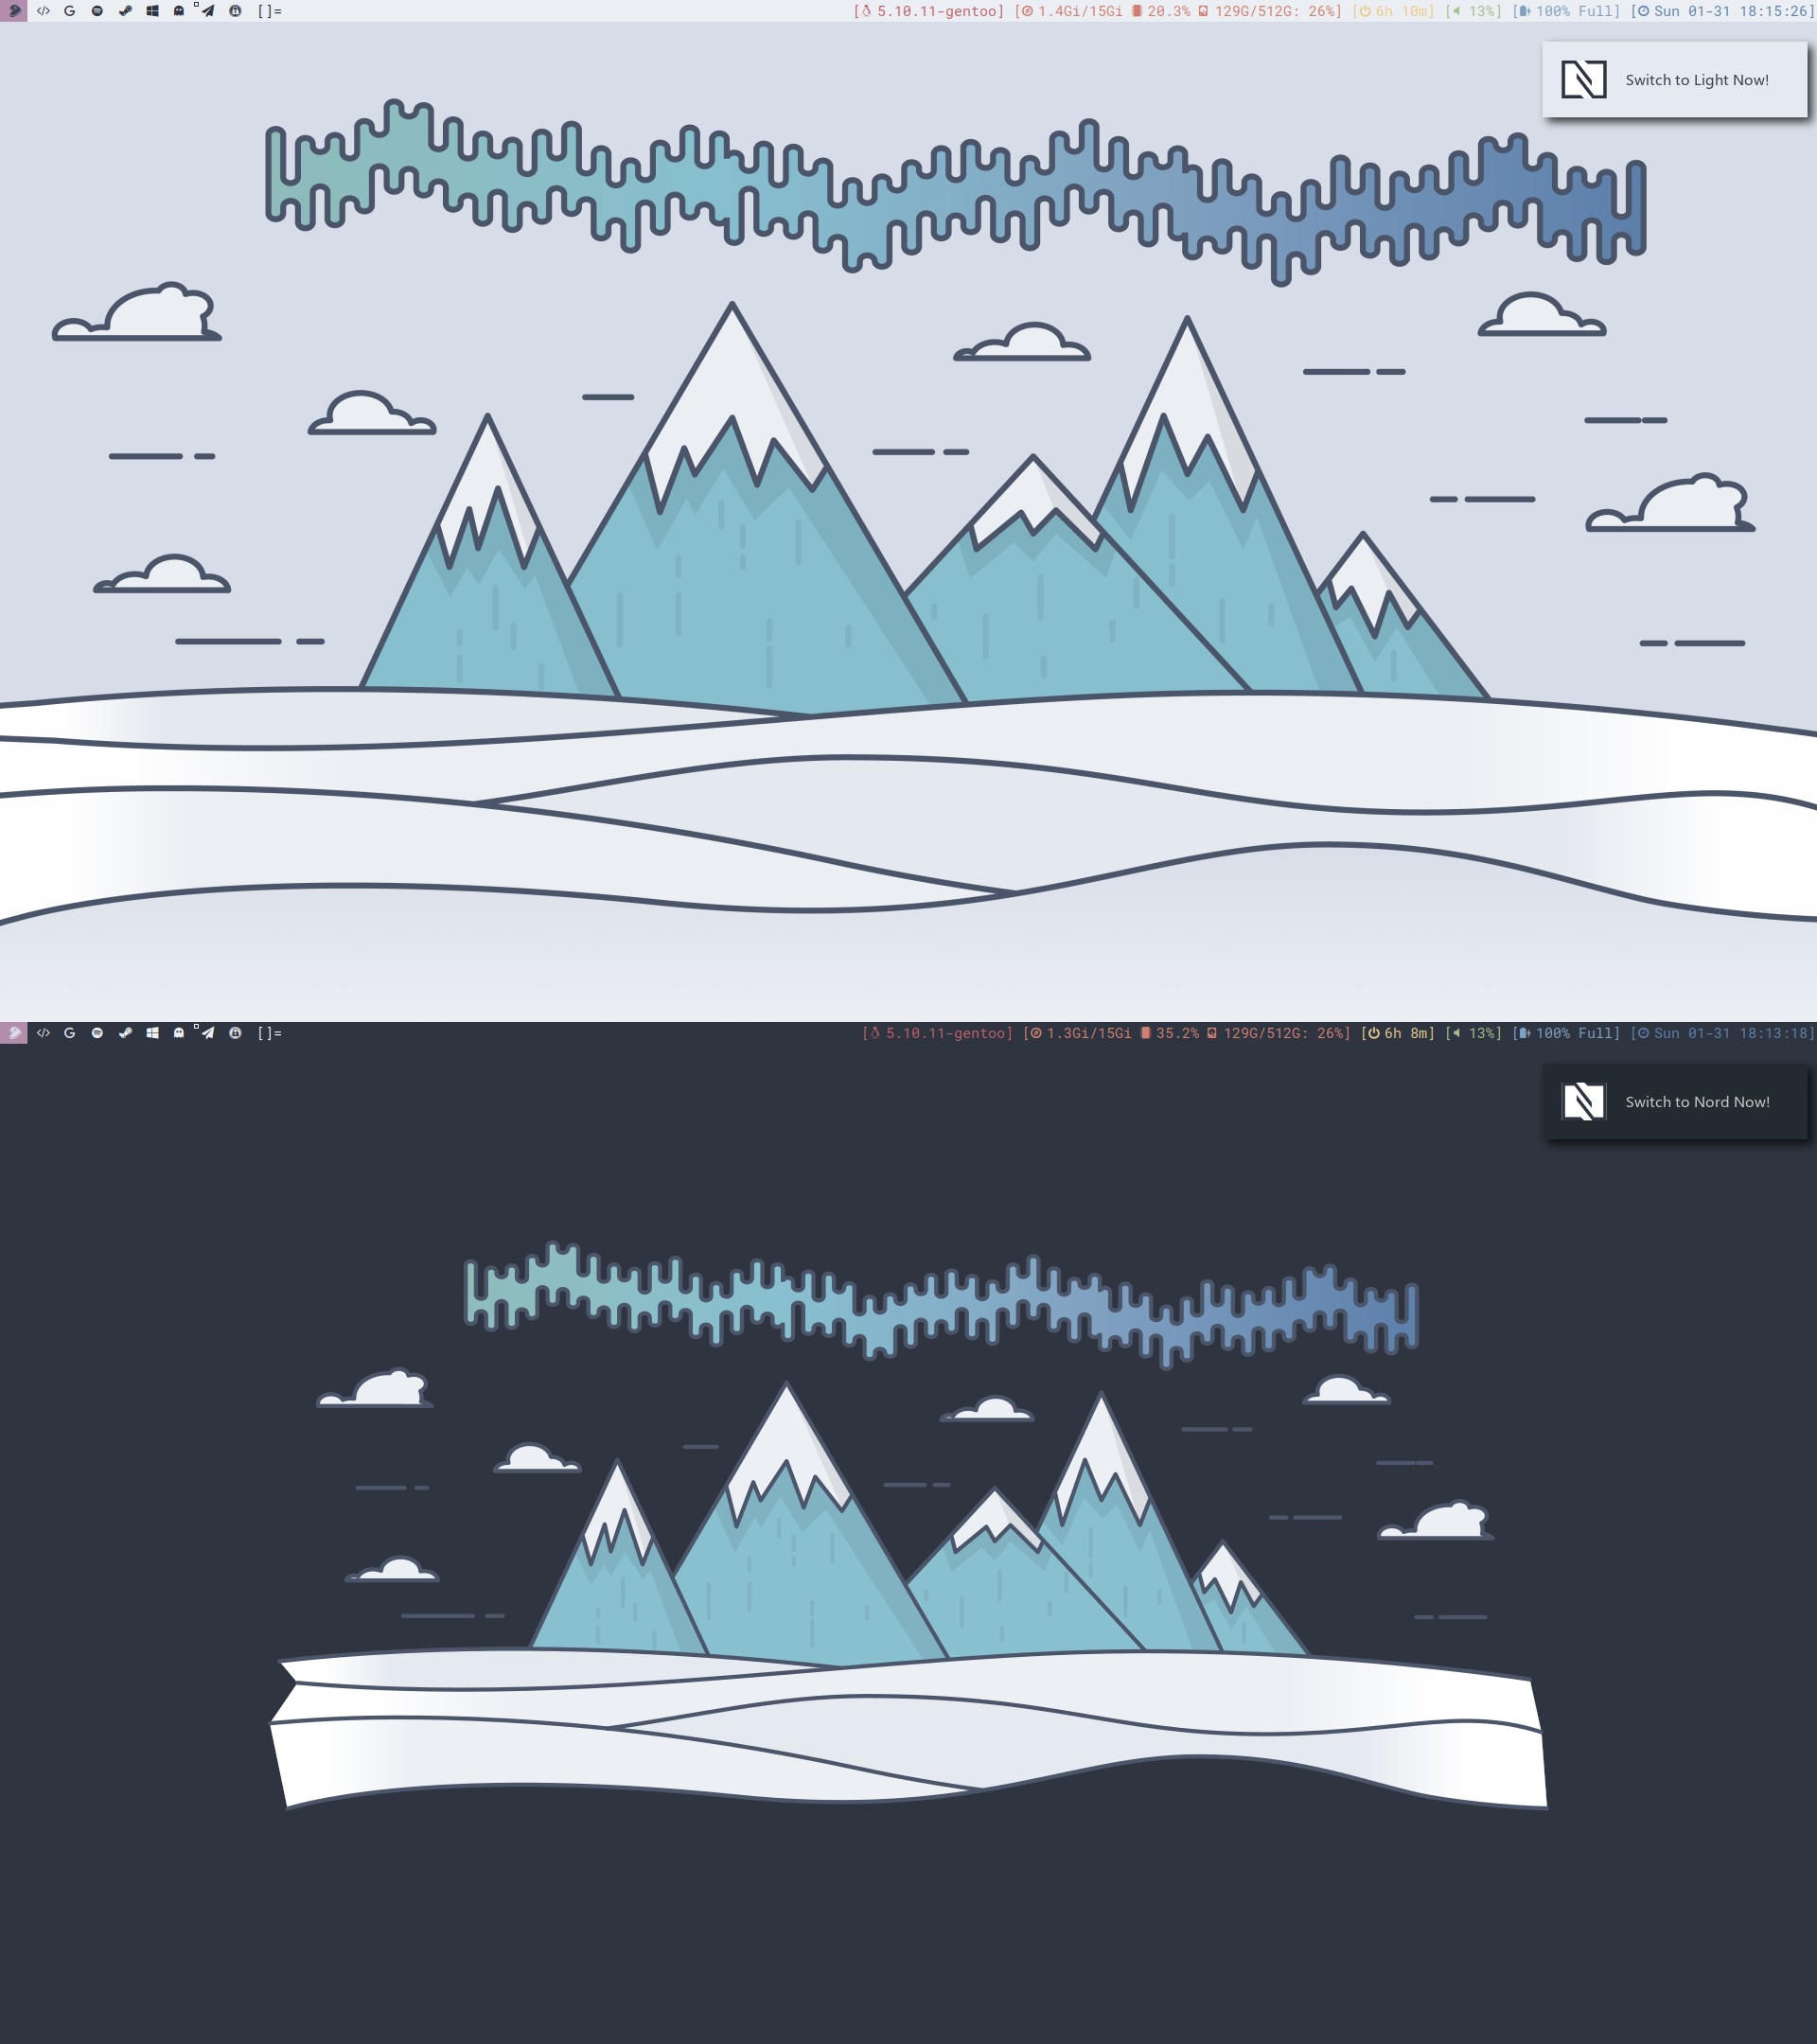 []= [5.10.11-gentoo] [1.4Gi/15Gi 20.3% 129G/512G: 26%] [6h 10m] [13%] [100% Full] [Sun 01-31 18:15:26]
Switch to Light Now!
[]= [5.10.11-gentoo] [1.3Gi/15Gi 35.2% 129G/512G: 26%] [6h 8m] [13%] [100% Full] [Sun 01-31 18:13:18]
Switch to Nord Now!